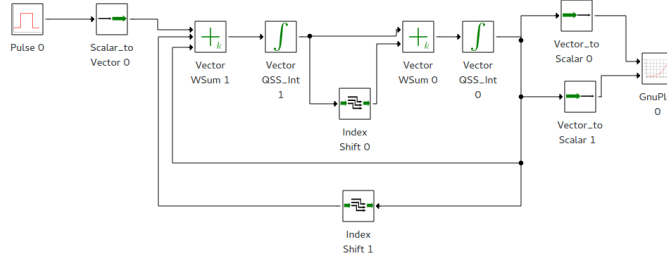 Pulse 0
Scalar_to
Vector 0
Vector
WSum 1
Vector
QSS_Int
1
Index
Shift 0
Vector
WSum 0
Vector
QSS_Int
0
Vector_to
Scalar 0
Vector_to
Scalar 1
GnuPl
0
Index
Shift 1
+k
+k
∫
∫